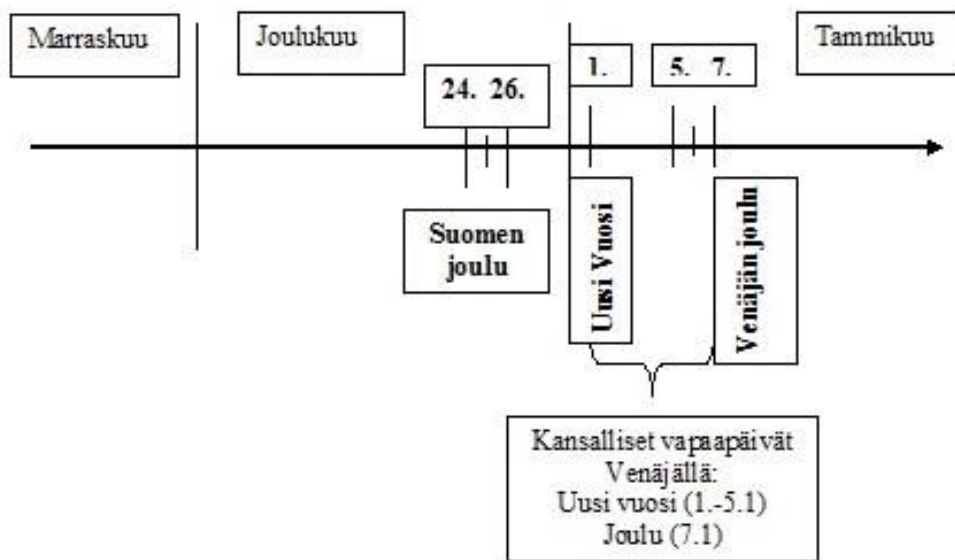 Marraskuu
Joulukuu
Tammikuu
24. 26.
1.
5. 7.
Suomen
joulu
Uusi Vuosi
Venäjän joulu
Kansalliset vapaapäivät
Venäjällä:
Uusi vuosi (1.-5.1)
Joulu (7.1)